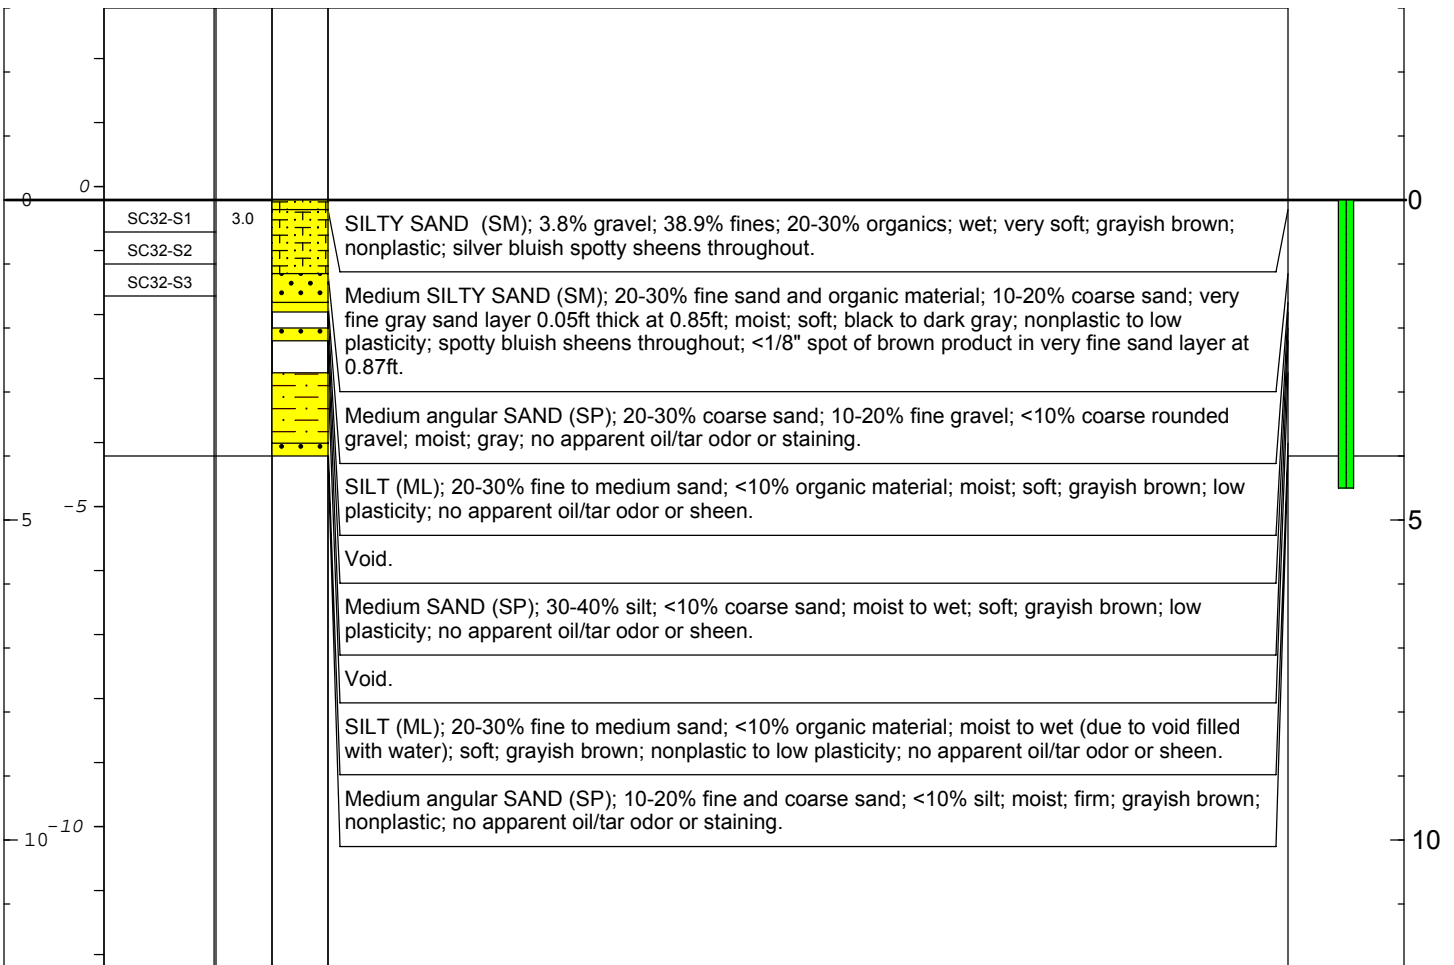 0
0
0
SC32-S1
3.0
SILTY SAND  (SM); 3.8% gravel; 38.9% fines; 20-30% organics; wet; very soft; grayish brown;
nonplastic; silver bluish spotty sheens throughout.
SC32-S2
SC32-S3
Medium SILTY SAND (SM); 20-30% fine sand and organic material; 10-20% coarse sand; very
fine gray sand layer 0.05ft thick at 0.85ft; moist; soft; black to dark gray; nonplastic to low
plasticity; spotty bluish sheens throughout; <1/8" spot of brown product in very fine sand layer at
0.87ft.
Medium angular SAND (SP); 20-30% coarse sand; 10-20% fine gravel; <10% coarse rounded
gravel; moist; gray; no apparent oil/tar odor or staining.
SILT (ML); 20-30% fine to medium sand; <10% organic material; moist; soft; grayish brown; low
plasticity; no apparent oil/tar odor or sheen.
5
-5
5
Void.
Medium SAND (SP); 30-40% silt; <10% coarse sand; moist to wet; soft; grayish brown; low
plasticity; no apparent oil/tar odor or sheen.
Void.
SILT (ML); 20-30% fine to medium sand; <10% organic material; moist to wet (due to void filled
with water); soft; grayish brown; nonplastic to low plasticity; no apparent oil/tar odor or sheen.
Medium angular SAND (SP); 10-20% fine and coarse sand; <10% silt; moist; firm; grayish brown;
nonplastic; no apparent oil/tar odor or staining.
10
-10
10